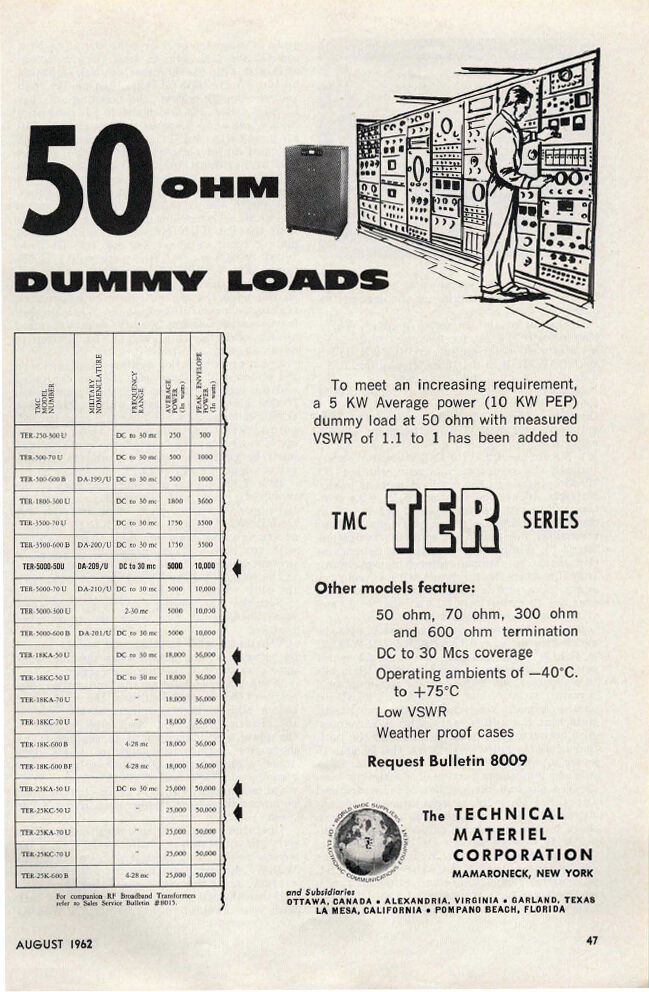 50 OHM
DUMMY LOADS
TMC MODEL NUMBER MILITARY NOMENCLATURE FREQUENCY RANGE AVERAGE POWER (In watts) PEAK ENVELOPE POWER (In watts)
TER-250-300 U DC to 30 mc 250 500
TER-500-70 U DC to 30 mc 500 1000
TER-500-600 B DA-199/U DC to 30 mc 500 1000
TER-1800-300 U DC to 30 mc 1800 3600
TER-3500-70 U DC to 30 mc 1750 3500
TER-3500-600 B DA-200/U DC to 30 mc 1750 3500
TER-5000-50U DA-209/U DC to 30 mc 5000 10,000
TER-5000-70 U DA-210/U DC to 30 mc 5000 10,000
TER-5000-300 U 2-30 mc 5000 10,000
TER-5000-600 B DA-201/U DC to 30 mc 5000 10,000
TER-18KA-50 U DC to 30 mc 18,000 36,000
TER-18KC-50 U DC to 30 mc 18,000 36,000
TER-18KA-70 U " 18,000 36,000
TER-18KC-70 U " 18,000 36,000
TER-18K-600 B 4-28 mc 18,000 36,000
TER-18K-600 BF 4-28 mc 18,000 36,000
TER-25KA-50 U DC to 30 mc 25,000 50,000
TER-25KC-50 U " 25,000 50,000
TER-25KA-70 U " 25,000 50,000
TER-25KC-70 U " 25,000 50,000
TER-25K-600 B 4-28 mc 25,000 50,000
For companion RF Broadband Transformers
refer to Sales Service Bulletin #8015.
To meet an increasing requirement,
a 5 KW Average power (10 KW PEP)
dummy load at 50 ohm with measured
VSWR of 1.1 to 1 has been added to
TMC TER SERIES
Other models feature:
50 ohm, 70 ohm, 300 ohm
and 600 ohm termination
DC to 30 Mcs coverage
Operating ambients of —40°C.
to +75°C
Low VSWR
Weather proof cases
Request Bulletin 8009
WORLD WIDE SUPPLIERS
OF ELECTRONIC COMMUNICATIONS
The TECHNICAL
MATERIEL
CORPORATION
MAMARONECK, NEW YORK
and Subsidiaries
OTTAWA, CANADA • ALEXANDRIA, VIRGINIA • GARLAND, TEXAS
LA MESA, CALIFORNIA • POMPANO BEACH, FLORIDA
AUGUST 1962
47